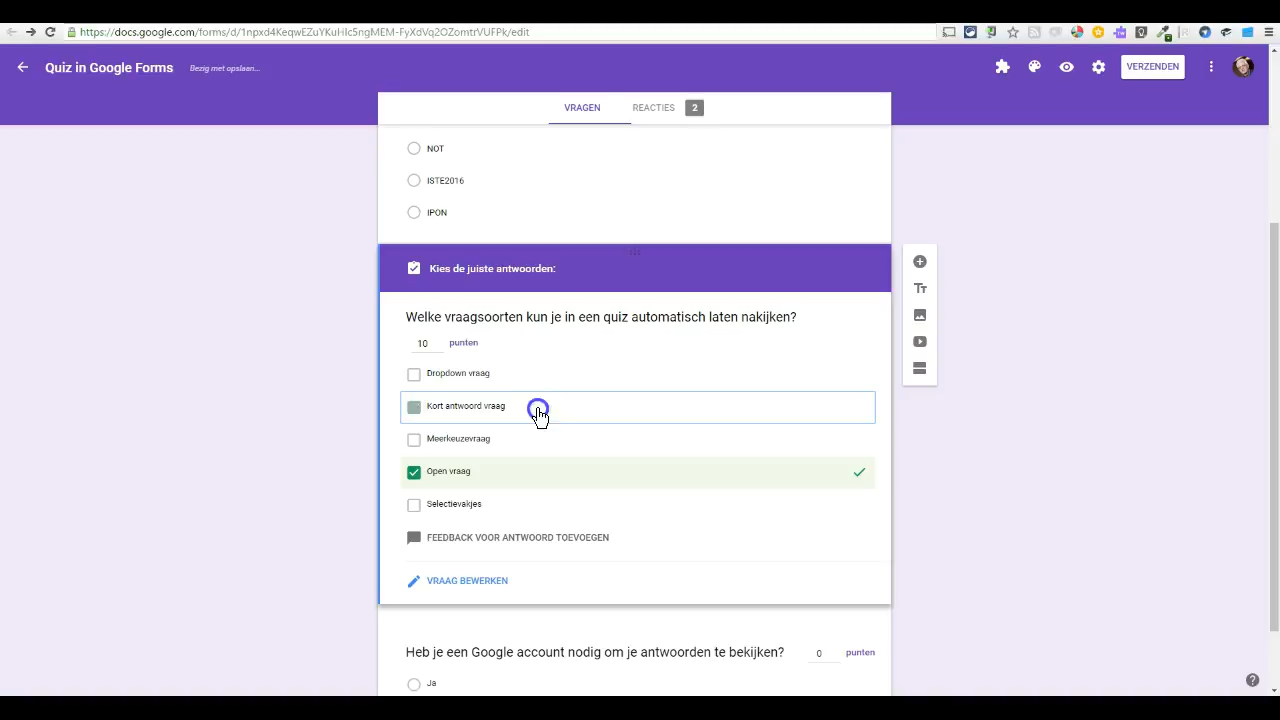 https://docs.google.com/forms/d/1npxd4KeqwEZuYKuHIc5ngMEM-FyXdVq2OZomtrVUFPk/edit
Quiz in Google Forms
Bezig met opslaan...
VERZENDEN
VRAGEN
REACTIES
2
NOT
ISTE2016
IPON
Kies de juiste antwoorden:
Welke vraagsoorten kun je in een quiz automatisch laten nakijken?
10 punten
Dropdown vraag
Kort antwoord vraag
Meerkeuzevraag
Open vraag
Selectievakjes
FEEDBACK VOOR ANTWOORD TOEVOEGEN
VRAAG BEWERKEN
Heb je een Google account nodig om je antwoorden te bekijken?
0 punten
Ja
Tт